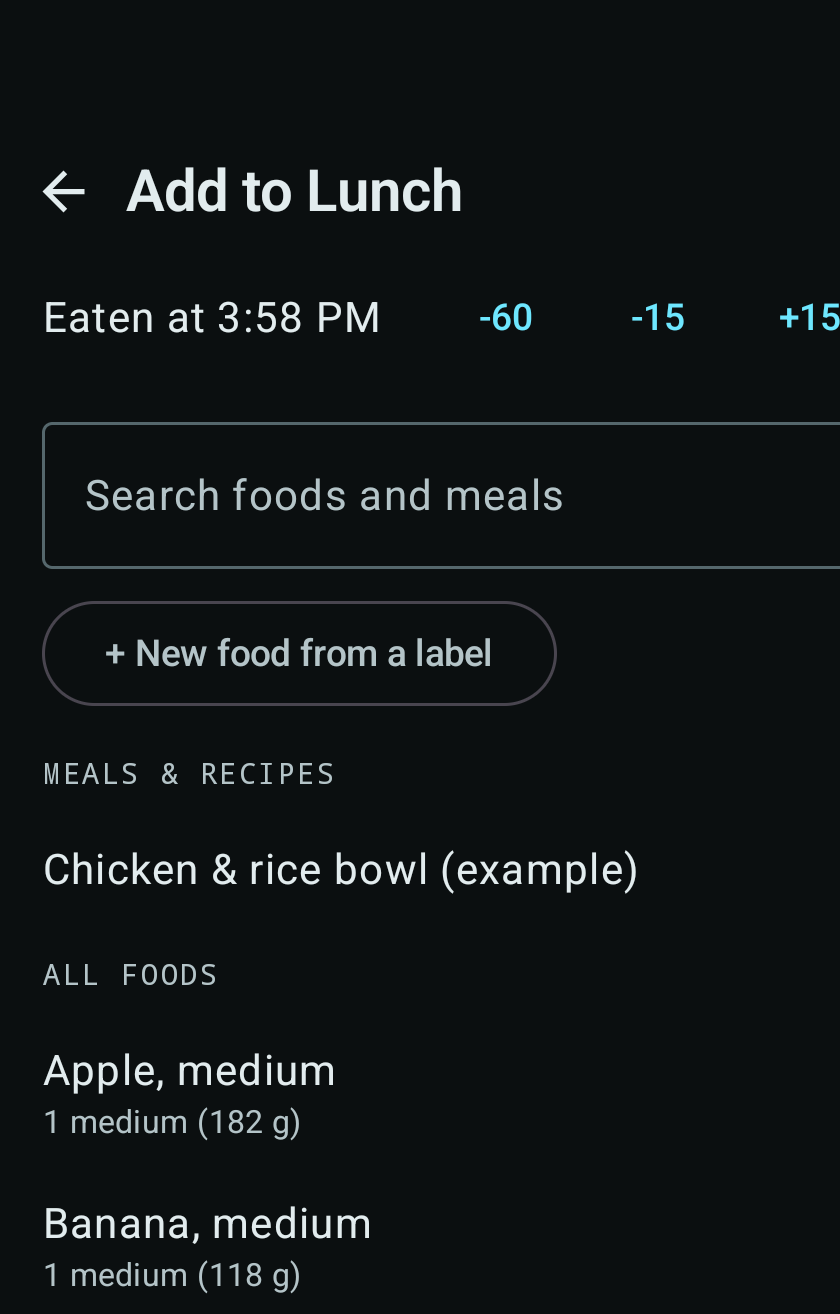 Add to Lunch
Eaten at 3:58 PM -60 -15 +15
Search foods and meals
+ New food from a label
MEALS & RECIPES
Chicken & rice bowl (example)
ALL FOODS
Apple, medium
1 medium (182 g)
Banana, medium
1 medium (118 g)